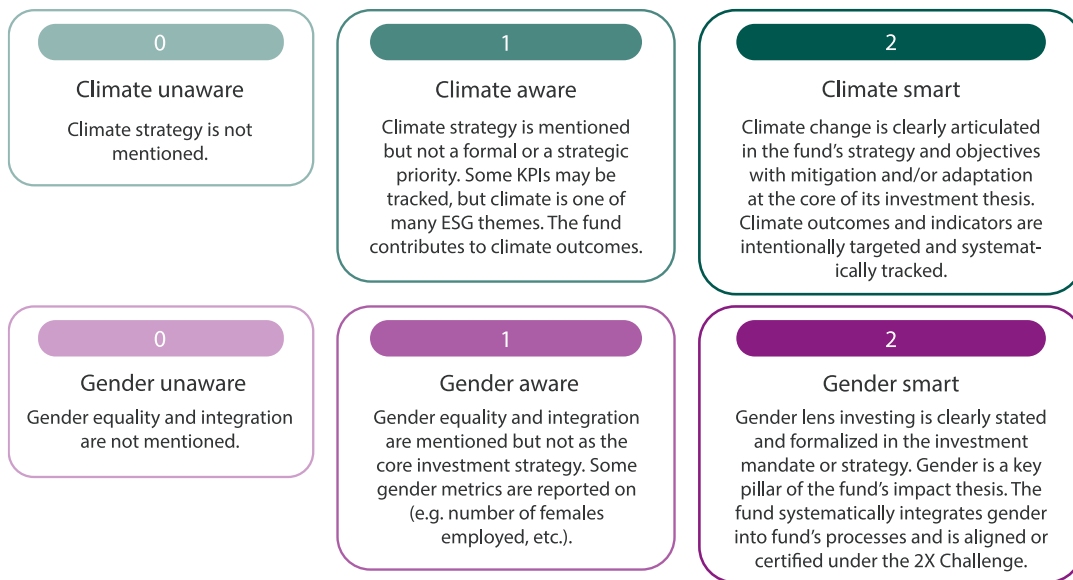 0
Climate unaware
Climate strategy is not
mentioned.
1
Climate aware
Climate strategy is mentioned
but not a formal or a strategic
priority. Some KPIs may be
tracked, but climate is one of
many ESG themes. The fund
contributes to climate outcomes.
2
Climate smart
Climate change is clearly articulated
in the fund’s strategy and objectives
with mitigation and/or adaptation
at the core of its investment thesis.
Climate outcomes and indicators are
intentionally targeted and systemat-
ically tracked.
0
Gender unaware
Gender equality and integration
are not mentioned.
1
Gender aware
Gender equality and integration
are mentioned but not as the
core investment strategy. Some
gender metrics are reported on
(e.g. number of females
employed, etc.).
2
Gender smart
Gender lens investing is clearly stated
and formalized in the investment
mandate or strategy. Gender is a key
pillar of the fund’s impact thesis. The
fund systematically integrates gender
into fund’s processes and is aligned or
certified under the 2X Challenge.